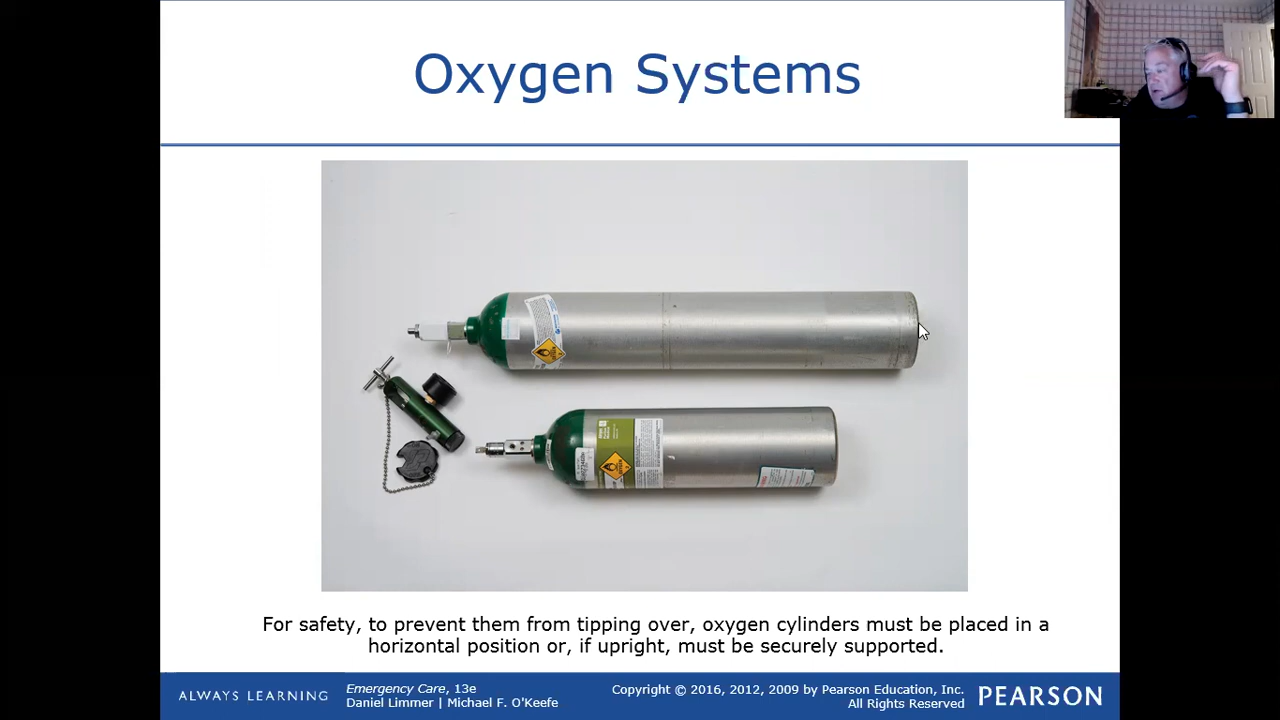 Oxygen Systems
For safety, to prevent them from tipping over, oxygen cylinders must be placed in a
horizontal position or, if upright, must be securely supported.
ALWAYS LEARNING
Emergency Care, 13e
Daniel Limmer | Michael F. O'Keefe
Copyright © 2016, 2012, 2009 by Pearson Education, Inc.
All Rights Reserved
PEARSON